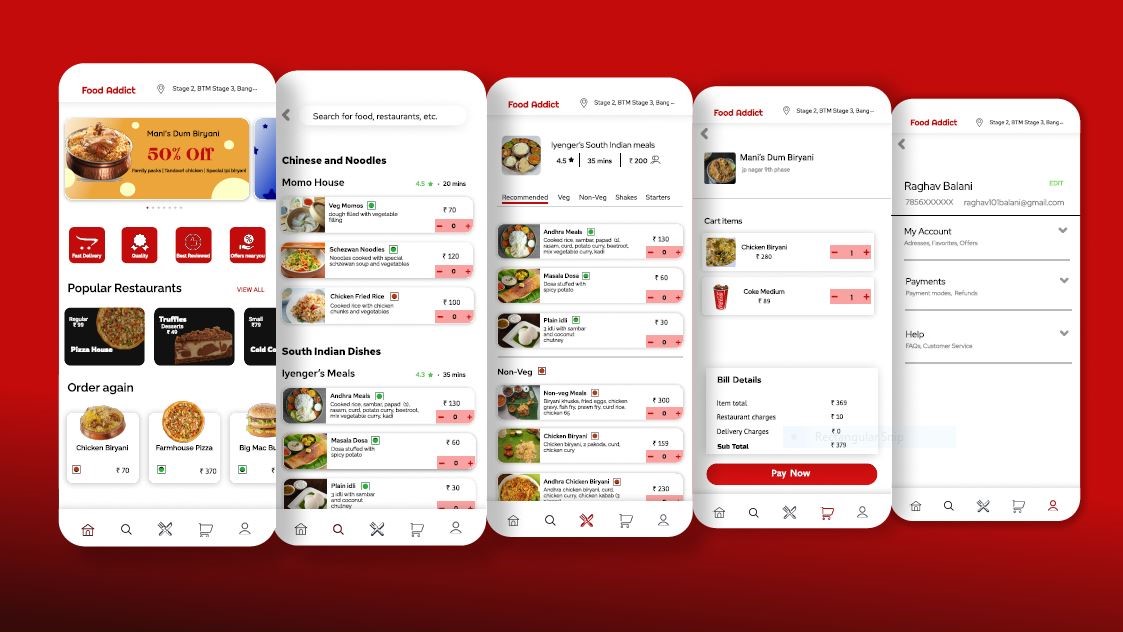 Food Addict
Stage 2, BTM Stage 3, Bang...
Mani's Dum Biryani
50% Off
Family packs | Tandoori chicken | Special jai biryani
Fast Delivery
Quality
Best Reviewed
Offers near you
Popular Restaurants
VIEW ALL
Regular
₹ 99
Pizza House
Truffles
Desserts
₹ 40
Small
₹79
Cold Co
Order again
Chicken Biryani
₹ 70
Farmhouse Pizza
₹ 370
Big Mac Bu
Search for food, restaurants, etc.
Chinese and Noodles
Momo House
4.5 ★ • 20 mins
Veg Momos
dough filled with vegetable
filling
₹ 70
- 0 +
Schezwan Noodles
Noodles cooked with special
schezwan soup and vegetables
₹ 120
- 0 +
Chicken Fried Rice
Cooked rice with chicken
chunks and vegetables
₹ 100
- 0 +
South Indian Dishes
Iyenger's Meals
4.3 ★ • 35 mins
Andhra Meals
Cooked rice, sambar, papad (1),
rasam, curd, potato curry, beetroot,
mix vegetable curry, kadi
₹ 130
- 0 +
Masala Dosa
Dosa stuffed with
spicy potato
₹ 60
- 0 +
Plain idli
3 idli with sambar
and coconut
chutney
₹ 30
- 0 +
Food Addict
Stage 2, BTM Stage 3, Bang...
Iyenger's South Indian meals
4.5 ★ | 35 mins | ₹ 200
Recommended Veg Non-Veg Shakes Starters
Andhra Meals
Cooked rice, sambar, papad (1),
rasam, curd, potato curry, beetroot,
mix vegetable curry, kadi
₹ 130
- 0 +
Masala Dosa
Dosa stuffed with
spicy potato
₹ 60
- 0 +
Plain idli
3 idli with sambar
and coconut
chutney
₹ 30
- 0 +
Non-Veg
Non-veg Meals
Biryani khuska, fried eggs, chicken
gravy, fish fry, prawn fry, curd rice,
chicken 65
₹ 300
- 0 +
Chicken Biryani
Chicken biryani, 2 pakoda, curd,
chicken curry
₹ 159
- 0 +
Andhra Chicken Biryani
Andhra chicken biryani, curd,
chicken curry, chicken kabab (2
₹ 230
- 0 +
Food Addict
Stage 2, BTM Stage 3, Bang...
Mani's Dum Biryani
jp nagar 9th phase
Cart items
Chicken Biryani
₹ 280
- 1 +
Coke Medium
₹ 89
- 1 +
Bill Details
Item total ₹ 369
Restaurant charges ₹ 10
Delivery Charges ₹ 0
Sub Total ₹ 379
Rectangular Snip
Pay Now
Food Addict
Stage 2, BTM Stage 3, Bang...
Raghav Balani
EDIT
7856XXXXXX raghav101balani@gmail.com
My Account
Adresses, Favorites, Offers
Payments
Payment modes, Refunds
Help
FAQs, Customer Service